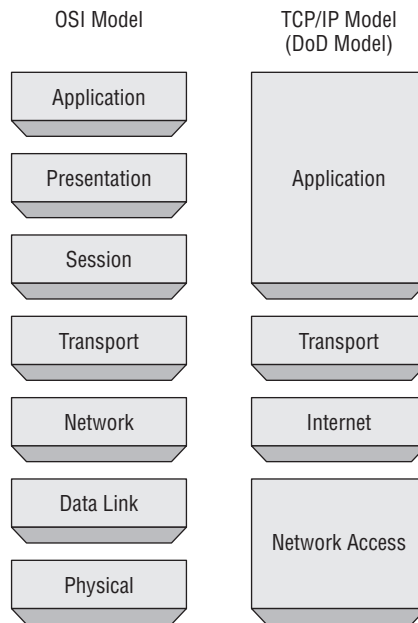 OSI Model
TCP/IP Model
(DoD Model)
Application
Presentation
Session
Transport
Network
Data Link
Physical
Application
Transport
Internet
Network Access